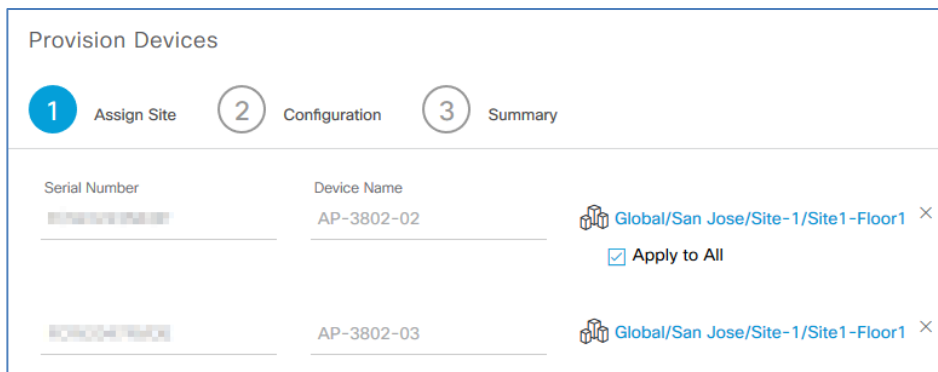 Provision Devices
1 Assign Site 2 Configuration 3 Summary
Serial Number Device Name
AP-3802-02 Global/San Jose/Site-1/Site1-Floor1
Apply to All
AP-3802-03 Global/San Jose/Site-1/Site1-Floor1